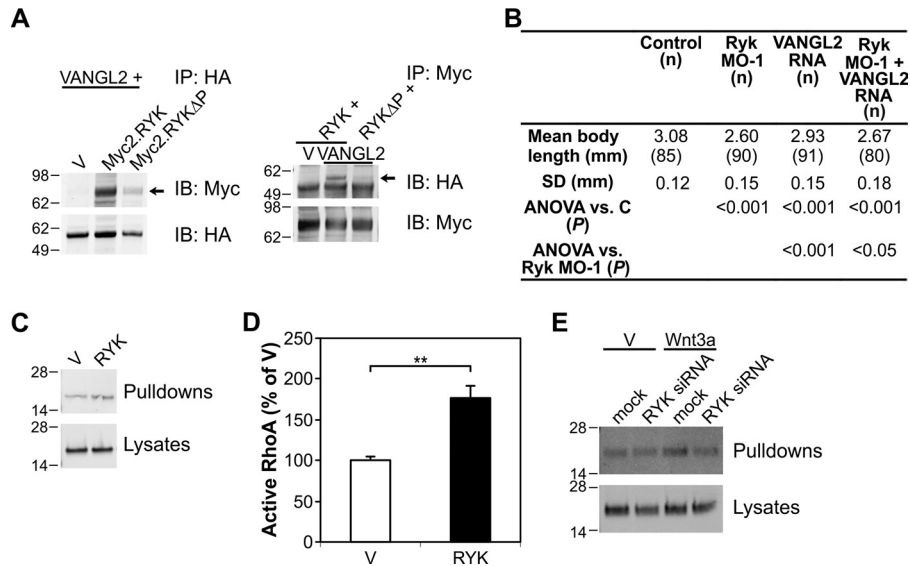 A
VANGL2 +
IP: HA
V
Myc2.RYK
Myc2.RYKΔP
98
62
IB: Myc
62
49
IB: HA
IP: Myc
RYK +
RYKΔP +
V VANGL2
62
49
IB: HA
98
62
IB: Myc
B
Control (n)
Ryk MO-1 (n)
VANGL2 RNA (n)
Ryk MO-1 + VANGL2 RNA (n)
Mean body 3.08 2.60 2.93 2.67
length (mm) (85) (90) (91) (80)
SD (mm) 0.12 0.15 0.15 0.18
ANOVA vs. C <0.001 <0.001 <0.001
(P)
ANOVA vs. <0.001 <0.05
Ryk MO-1 (P)
C
V
RYK
28
14
Pulldowns
28
14
Lysates
D
Active RhoA (% of V)
250
200
150
100
50
0
**
V RYK
E
V Wnt3a
mock
RYK siRNA
mock
RYK siRNA
28
14
Pulldowns
28
14
Lysates